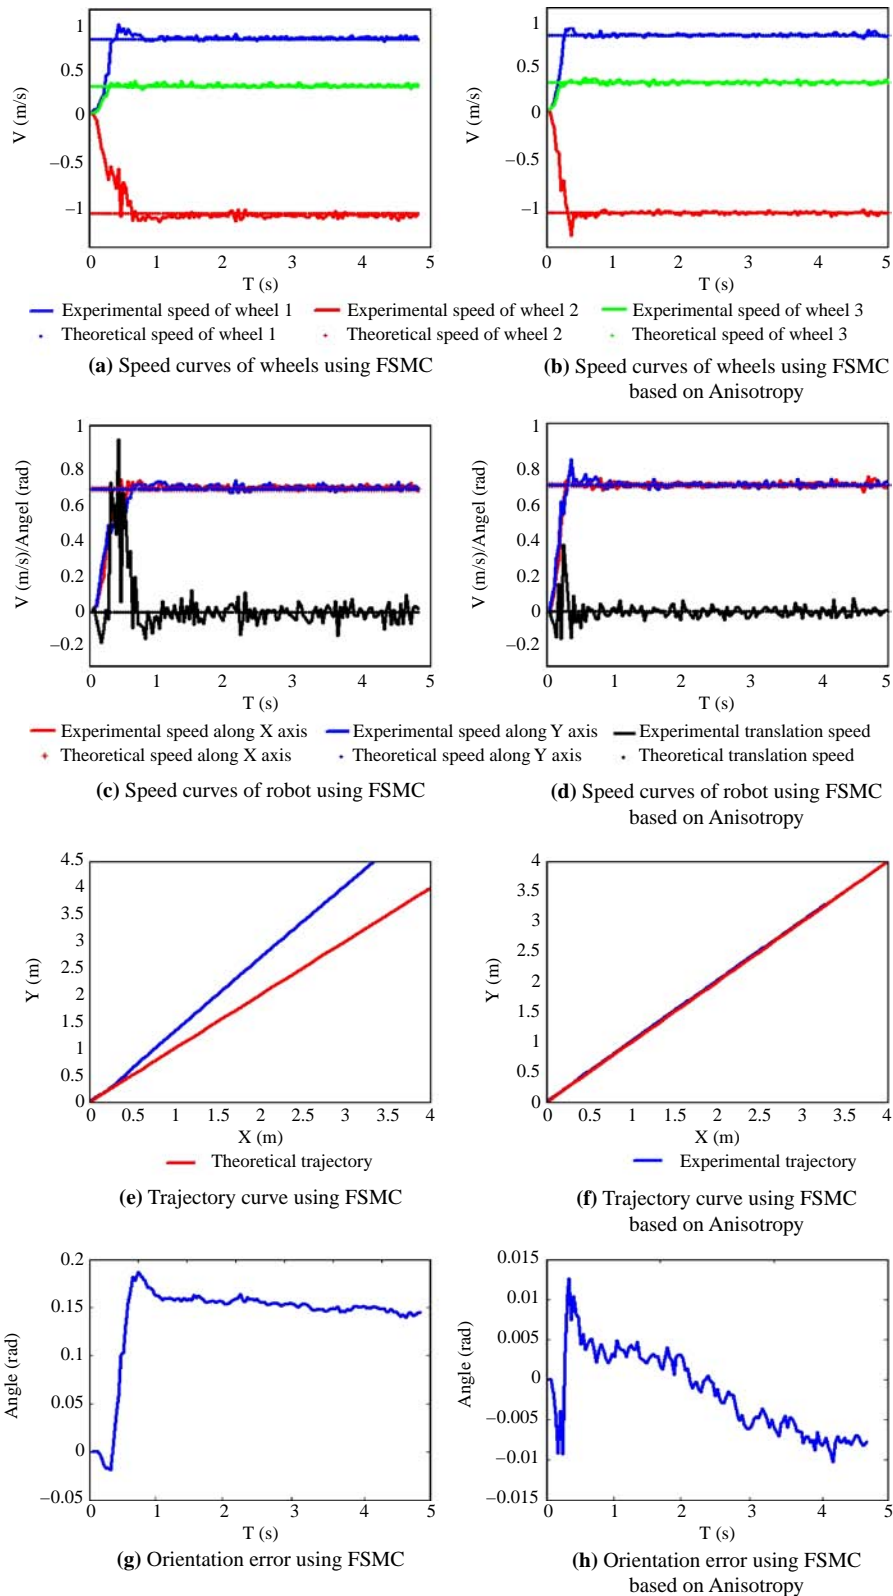 1
0.5
0
−0.5
−1
V (m/s)
0 1 2 3 4 5
T (s)
1
0.5
0
−0.5
−1
V (m/s)
0 1 2 3 4 5
T (s)
Experimental speed of wheel 1 Experimental speed of wheel 2 Experimental speed of wheel 3
Theoretical speed of wheel 1 Theoretical speed of wheel 2 Theoretical speed of wheel 3
(a) Speed curves of wheels using FSMC
(b) Speed curves of wheels using FSMC
based on Anisotropy
1
0.8
0.6
0.4
0.2
0
−0.2
V (m/s)/Angel (rad)
0 1 2 3 4 5
T (s)
1
0.8
0.6
0.4
0.2
0
−0.2
V (m/s)/Angel (rad)
0 1 2 3 4 5
T (s)
Experimental speed along X axis Experimental speed along Y axis Experimental translation speed
Theoretical speed along X axis Theoretical speed along Y axis Theoretical translation speed
(c) Speed curves of robot using FSMC
(d) Speed curves of robot using FSMC
based on Anisotropy
4.5
4
3.5
3
2.5
2
1.5
1
0.5
0
Y (m)
0 0.5 1 1.5 2 2.5 3 3.5 4
X (m)
4
3.5
3
2.5
2
1.5
1
0.5
0
Y (m)
0 0.5 1 1.5 2 2.5 3 3.5 4
X (m)
Theoretical trajectory
Experimental trajectory
(e) Trajectory curve using FSMC
(f) Trajectory curve using FSMC
based on Anisotropy
0.2
0.15
0.1
0.05
0
−0.05
Angle (rad)
0 1 2 3 4 5
T (s)
0.015
0.01
0.005
0
−0.005
−0.01
−0.015
Angle (rad)
0 1 2 3 4 5
T (s)
(g) Orientation error using FSMC
(h) Orientation error using FSMC
based on Anisotropy